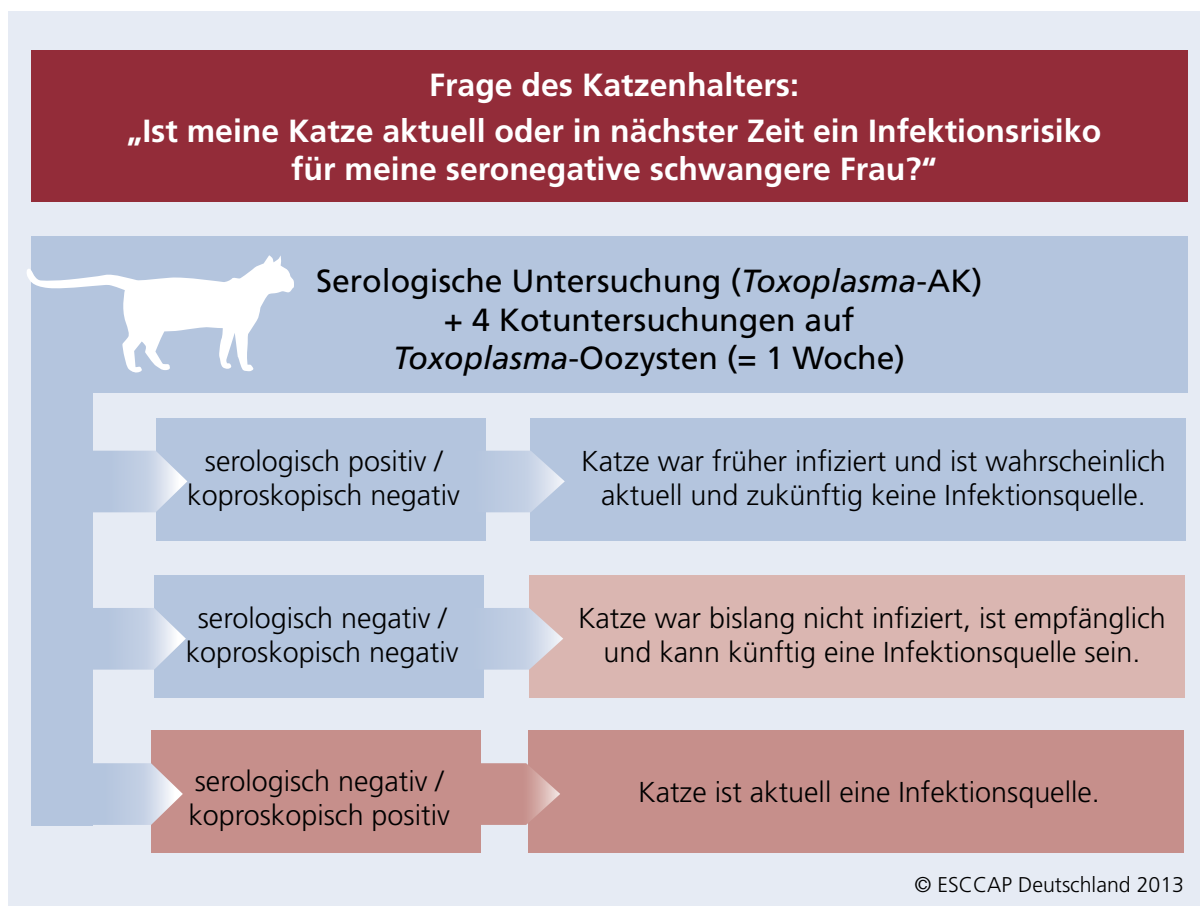 Frage des Katzenhalters:
„Ist meine Katze aktuell oder in nächster Zeit ein Infektionsrisiko
für meine seronegative schwangere Frau?“
Serologische Untersuchung (Toxoplasma-AK)
+ 4 Kotuntersuchungen auf
Toxoplasma-Oozysten (= 1 Woche)
serologisch positiv /
koproskopisch negativ
Katze war früher infiziert und ist wahrscheinlich
aktuell und zukünftig keine Infektionsquelle.
serologisch negativ /
koproskopisch negativ
Katze war bislang nicht infiziert, ist empfänglich
und kann künftig eine Infektionsquelle sein.
serologisch negativ /
koproskopisch positiv
Katze ist aktuell eine Infektionsquelle.
© ESCCAP Deutschland 2013